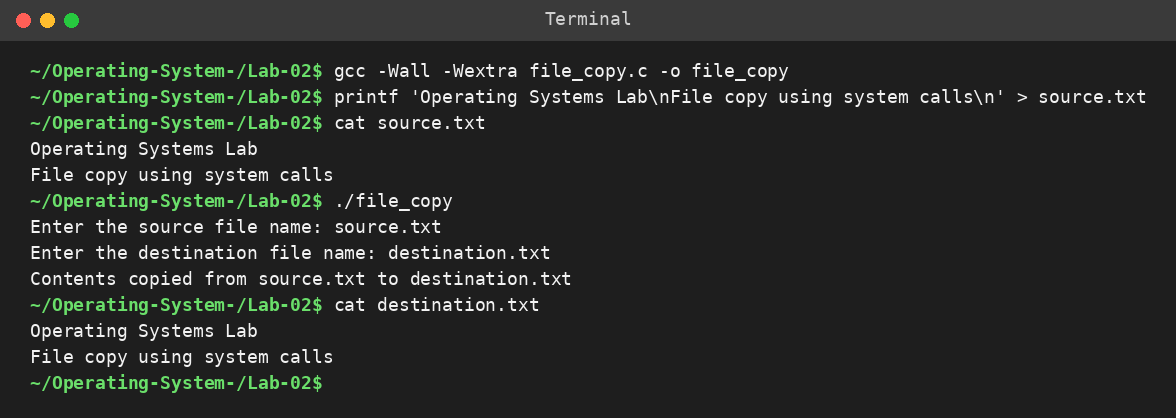 Terminal
~/Operating-System-/Lab-02$ gcc -Wall -Wextra file_copy.c -o file_copy
~/Operating-System-/Lab-02$ printf 'Operating Systems Lab\nFile copy using system calls\n' > source.txt
~/Operating-System-/Lab-02$ cat source.txt
Operating Systems Lab
File copy using system calls
~/Operating-System-/Lab-02$ ./file_copy
Enter the source file name: source.txt
Enter the destination file name: destination.txt
Contents copied from source.txt to destination.txt
~/Operating-System-/Lab-02$ cat destination.txt
Operating Systems Lab
File copy using system calls
~/Operating-System-/Lab-02$